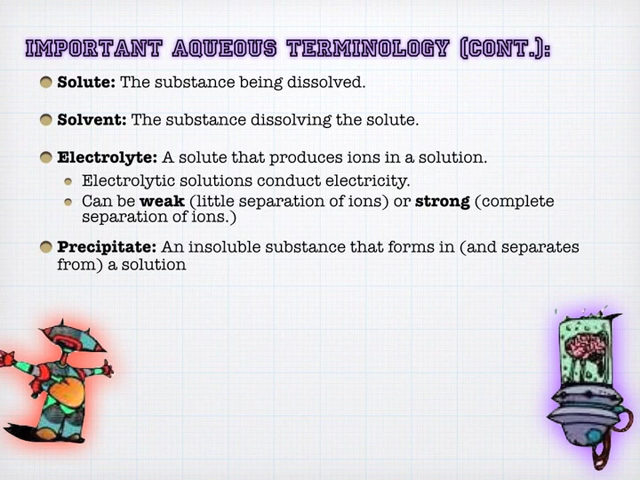 IMPORTANT AQUEOUS TERMINOLOGY (CONT.):
Solute: The substance being dissolved.
Solvent: The substance dissolving the solute.
Electrolyte: A solute that produces ions in a solution.
Electrolytic solutions conduct electricity.
Can be weak (little separation of ions) or strong (complete
separation of ions.)
Precipitate: An insoluble substance that forms in (and separates
from) a solution